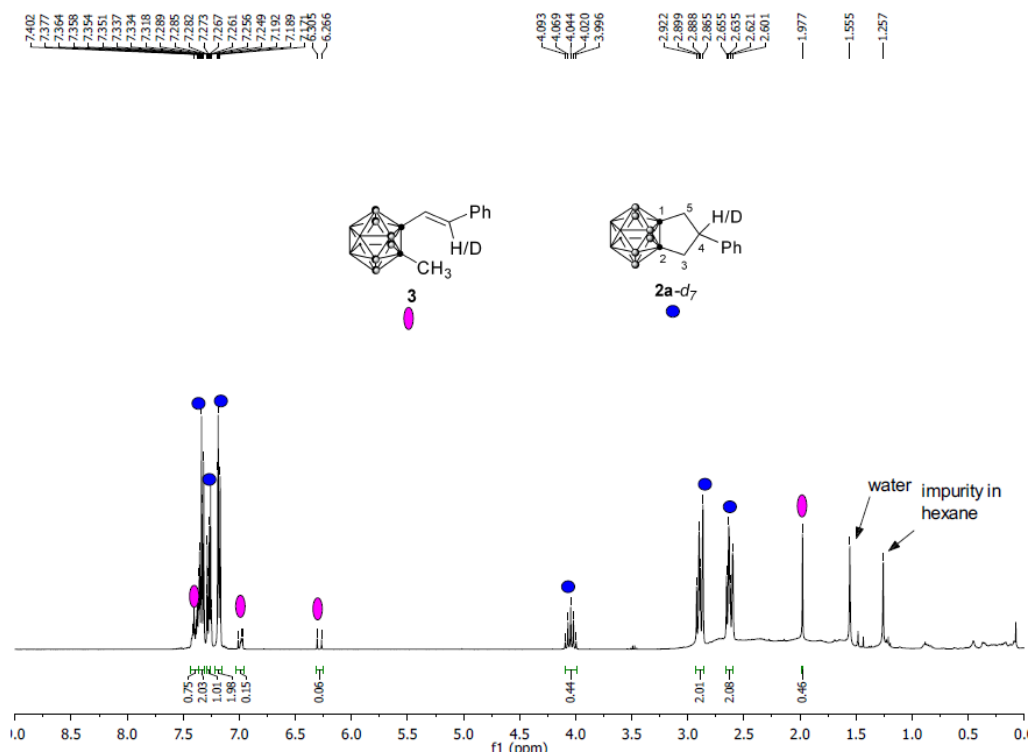 7.402 7.377 7.364 7.358 7.354 7.351 7.337 7.334 7.318 7.289 7.285 7.282 7.273 7.267 7.261 7.256 7.249 7.192 7.189 7.171 6.305 6.266 4.093 4.069 4.044 4.020 3.996 2.922 2.899 2.888 2.865 2.655 2.635 2.621 2.601 1.977 1.555 1.257
Ph
H/D
CH3
3
1
5
H/D
4
Ph
2
3
2a-d7
water
impurity in
hexane
0.75 2.03 1.01 1.98 0.15 0.06 0.44 2.01 2.08 0.46
.0 8.5 8.0 7.5 7.0 6.5 6.0 5.5 5.0 4.5 4.0 3.5 3.0 2.5 2.0 1.5 1.0 0.5 0.
f1 (ppm)